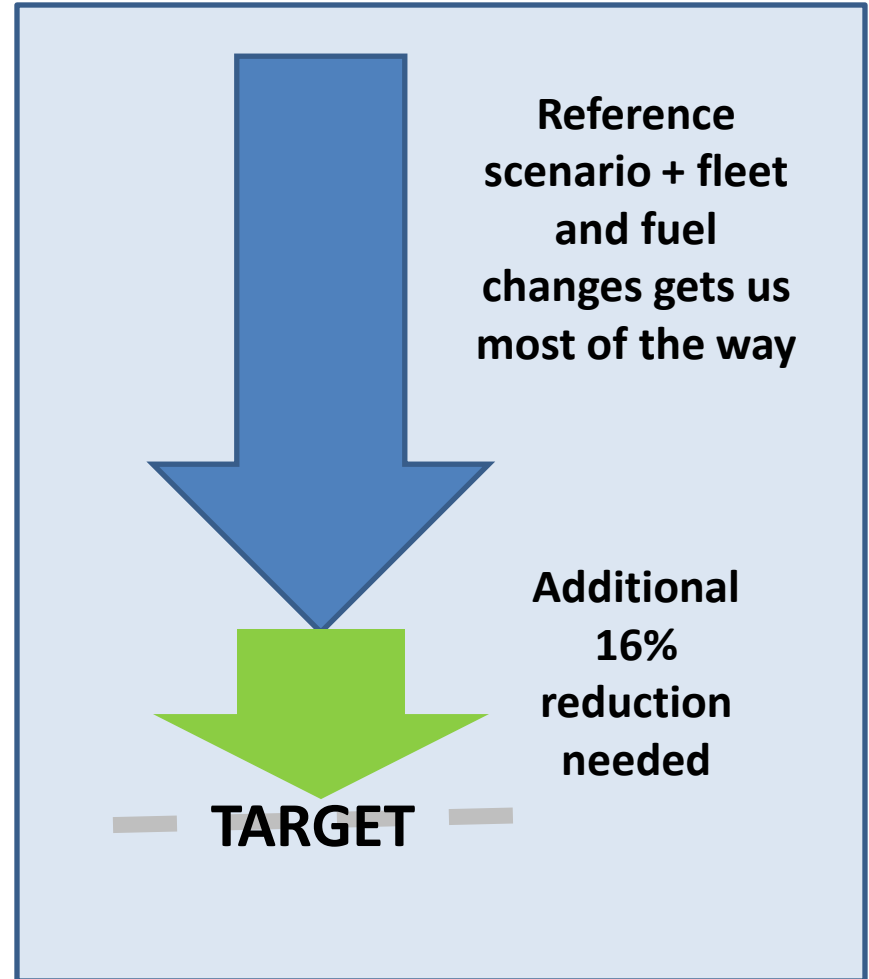 Reference
scenario + fleet
and fuel
changes gets us
most of the way
Additional
16%
reduction
needed
TARGET